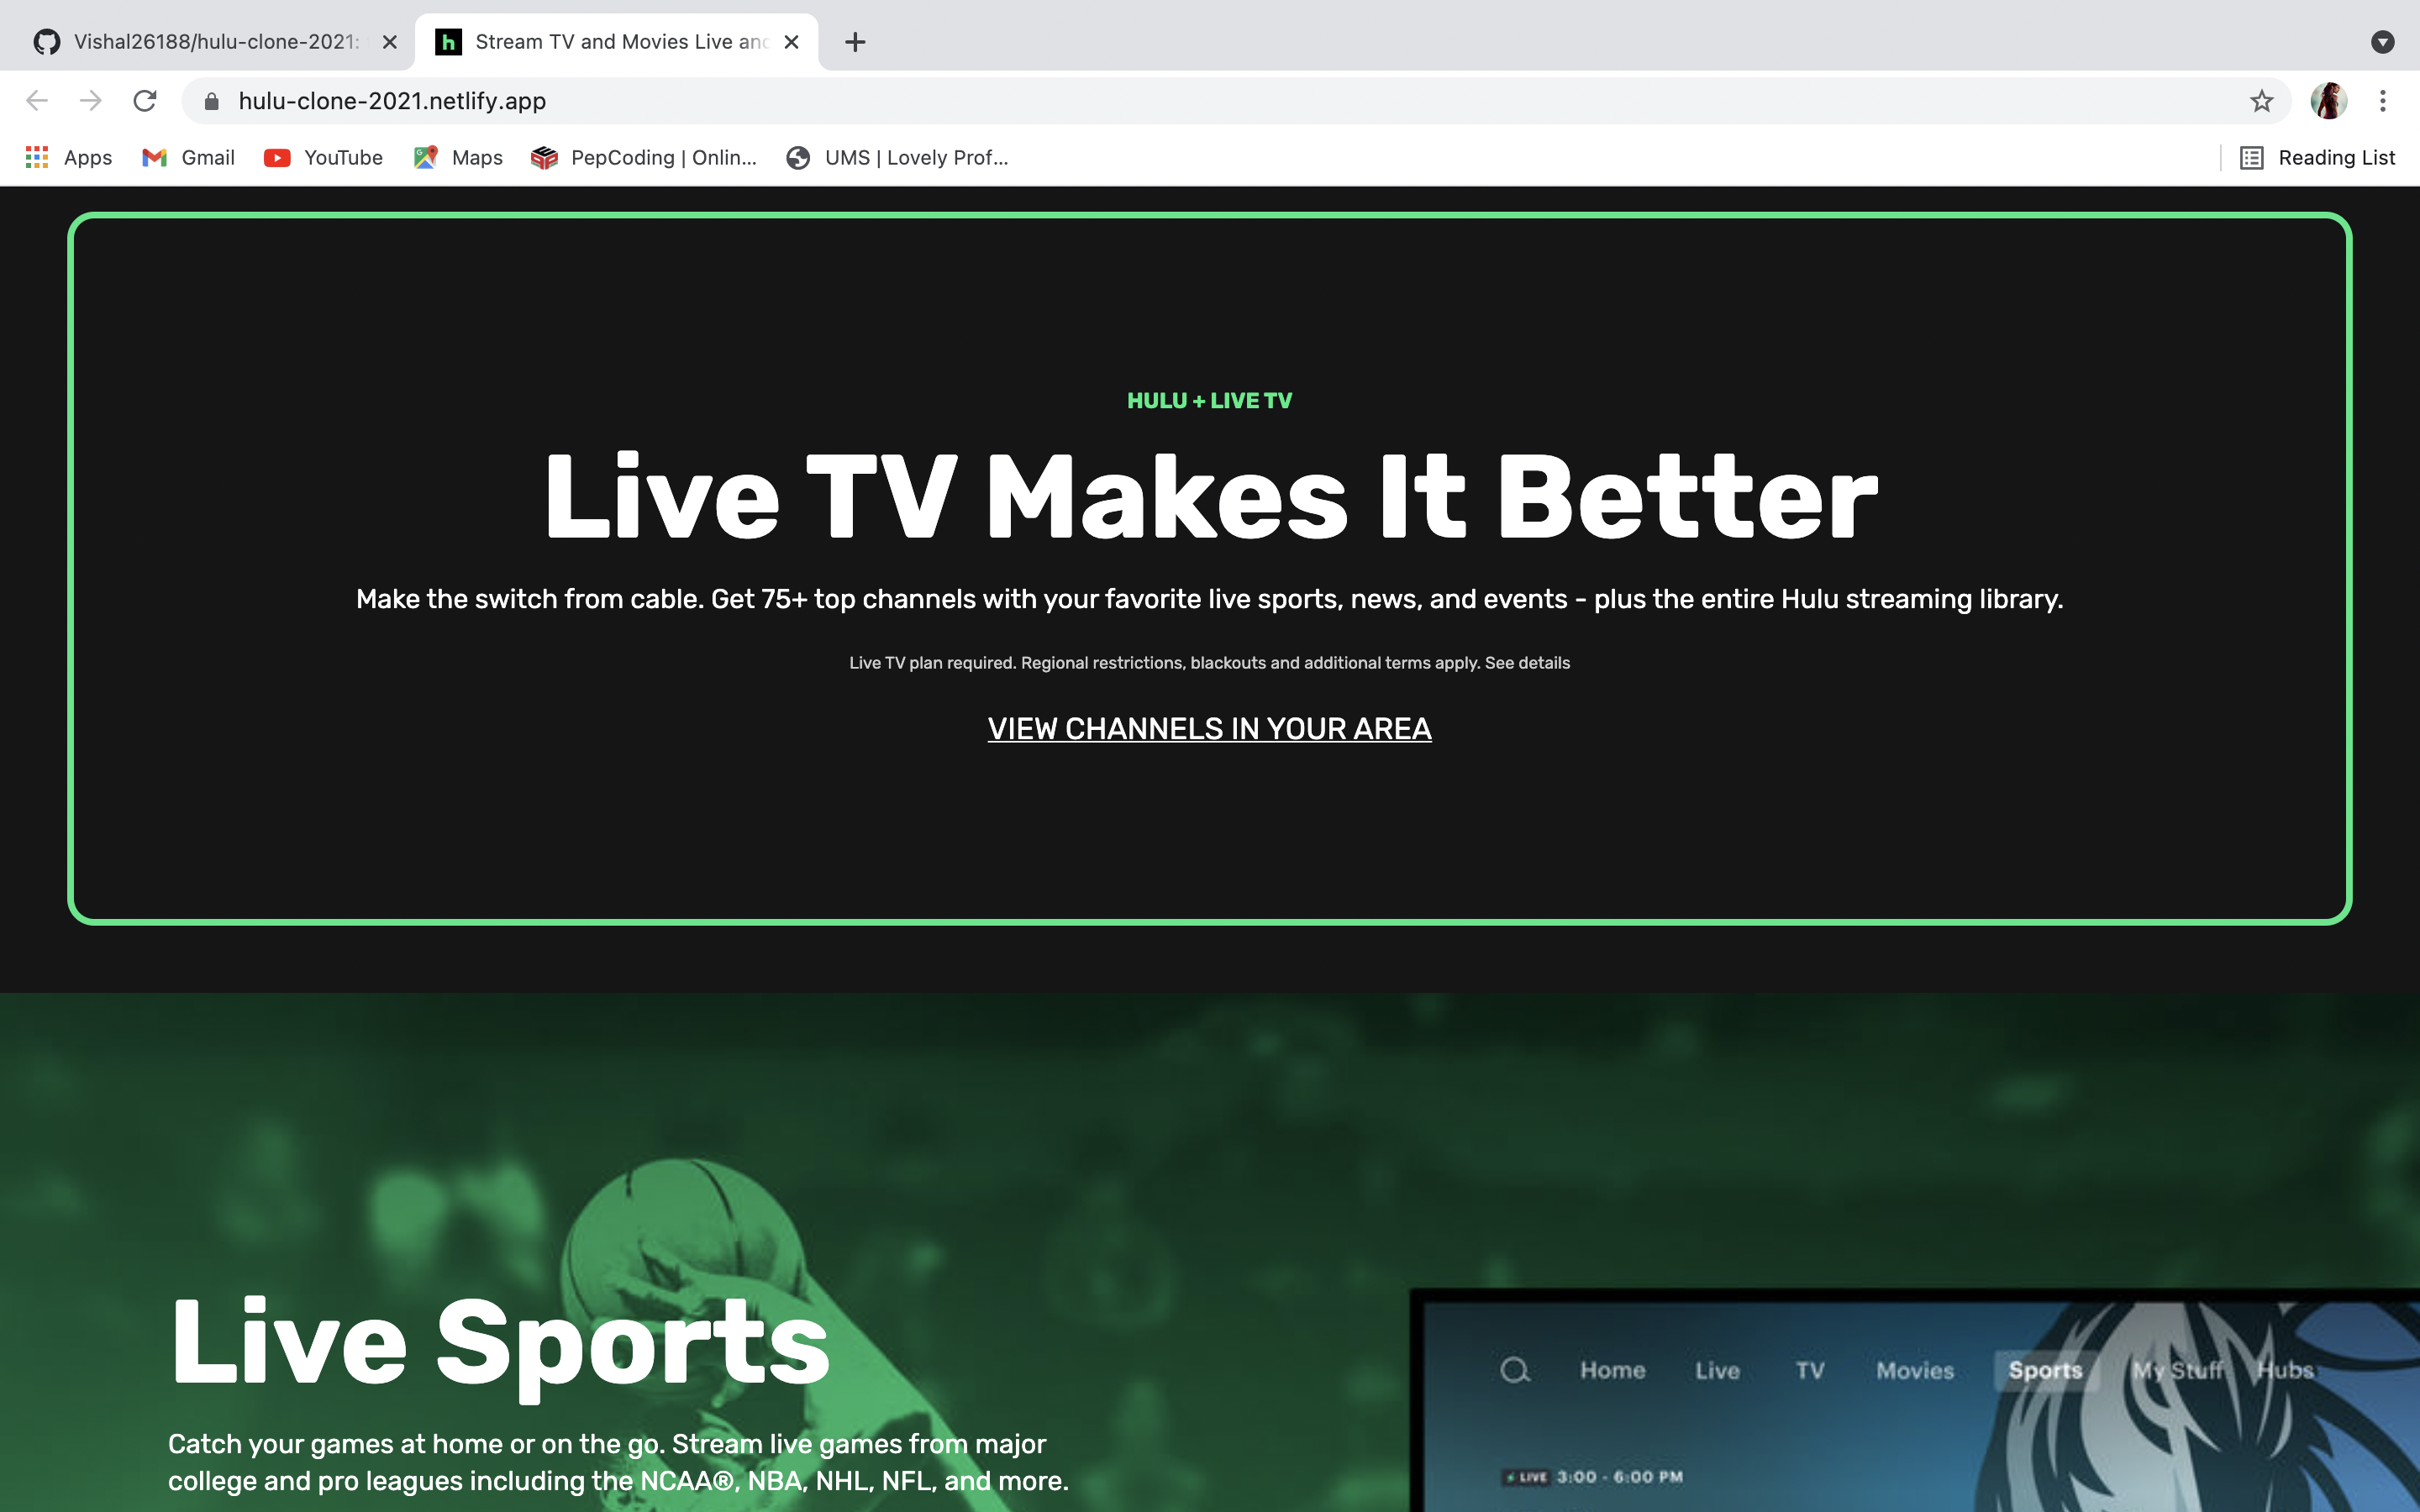 Vishal26188/hulu-clone-2021:
h Stream TV and Movies Live and
hulu-clone-2021.netlify.app
Apps Gmail YouTube Maps PepCoding | Onlin... UMS | Lovely Prof... Reading List
HULU + LIVE TV
Live TV Makes It Better
Make the switch from cable. Get 75+ top channels with your favorite live sports, news, and events - plus the entire Hulu streaming library.
Live TV plan required. Regional restrictions, blackouts and additional terms apply. See details
VIEW CHANNELS IN YOUR AREA
Live Sports
Catch your games at home or on the go. Stream live games from major
college and pro leagues including the NCAA®, NBA, NHL, NFL, and more.
Home Live TV Movies Sports My Stuff Hubs
LIVE 3:00 - 6:00 PM